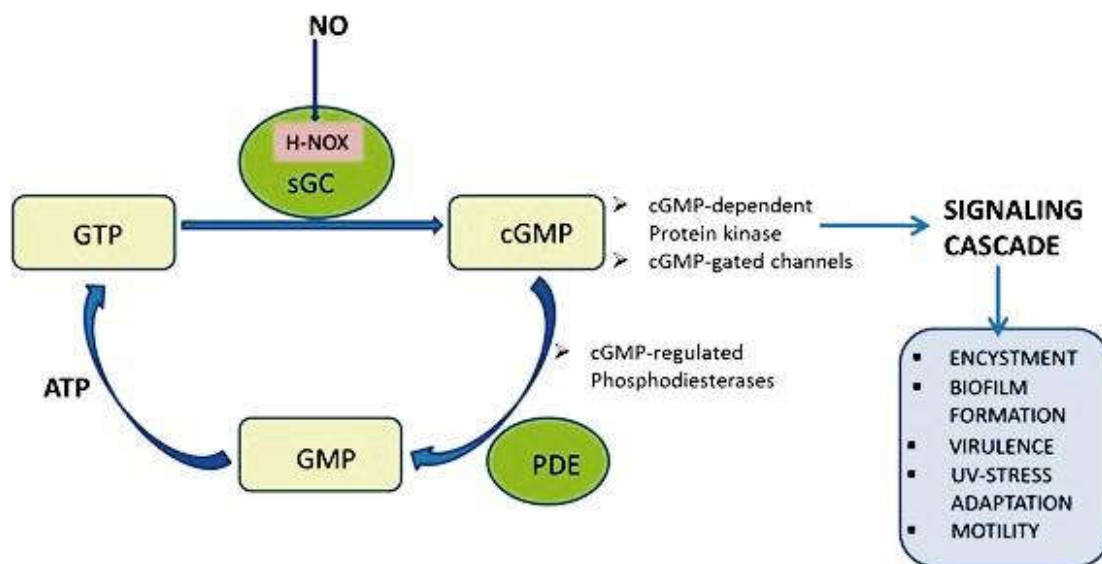 NO
H-NOX
sGC
GTP
cGMP
➢ cGMP-dependent
Protein kinase
➢ cGMP-gated channels
SIGNALING
CASCADE
➢ cGMP-regulated
Phosphodiesterases
ATP
GMP
PDE
▪ ENCYSTMENT
▪ BIOFILM
FORMATION
▪ VIRULENCE
▪ UV-STRESS
ADAPTATION
▪ MOTILITY